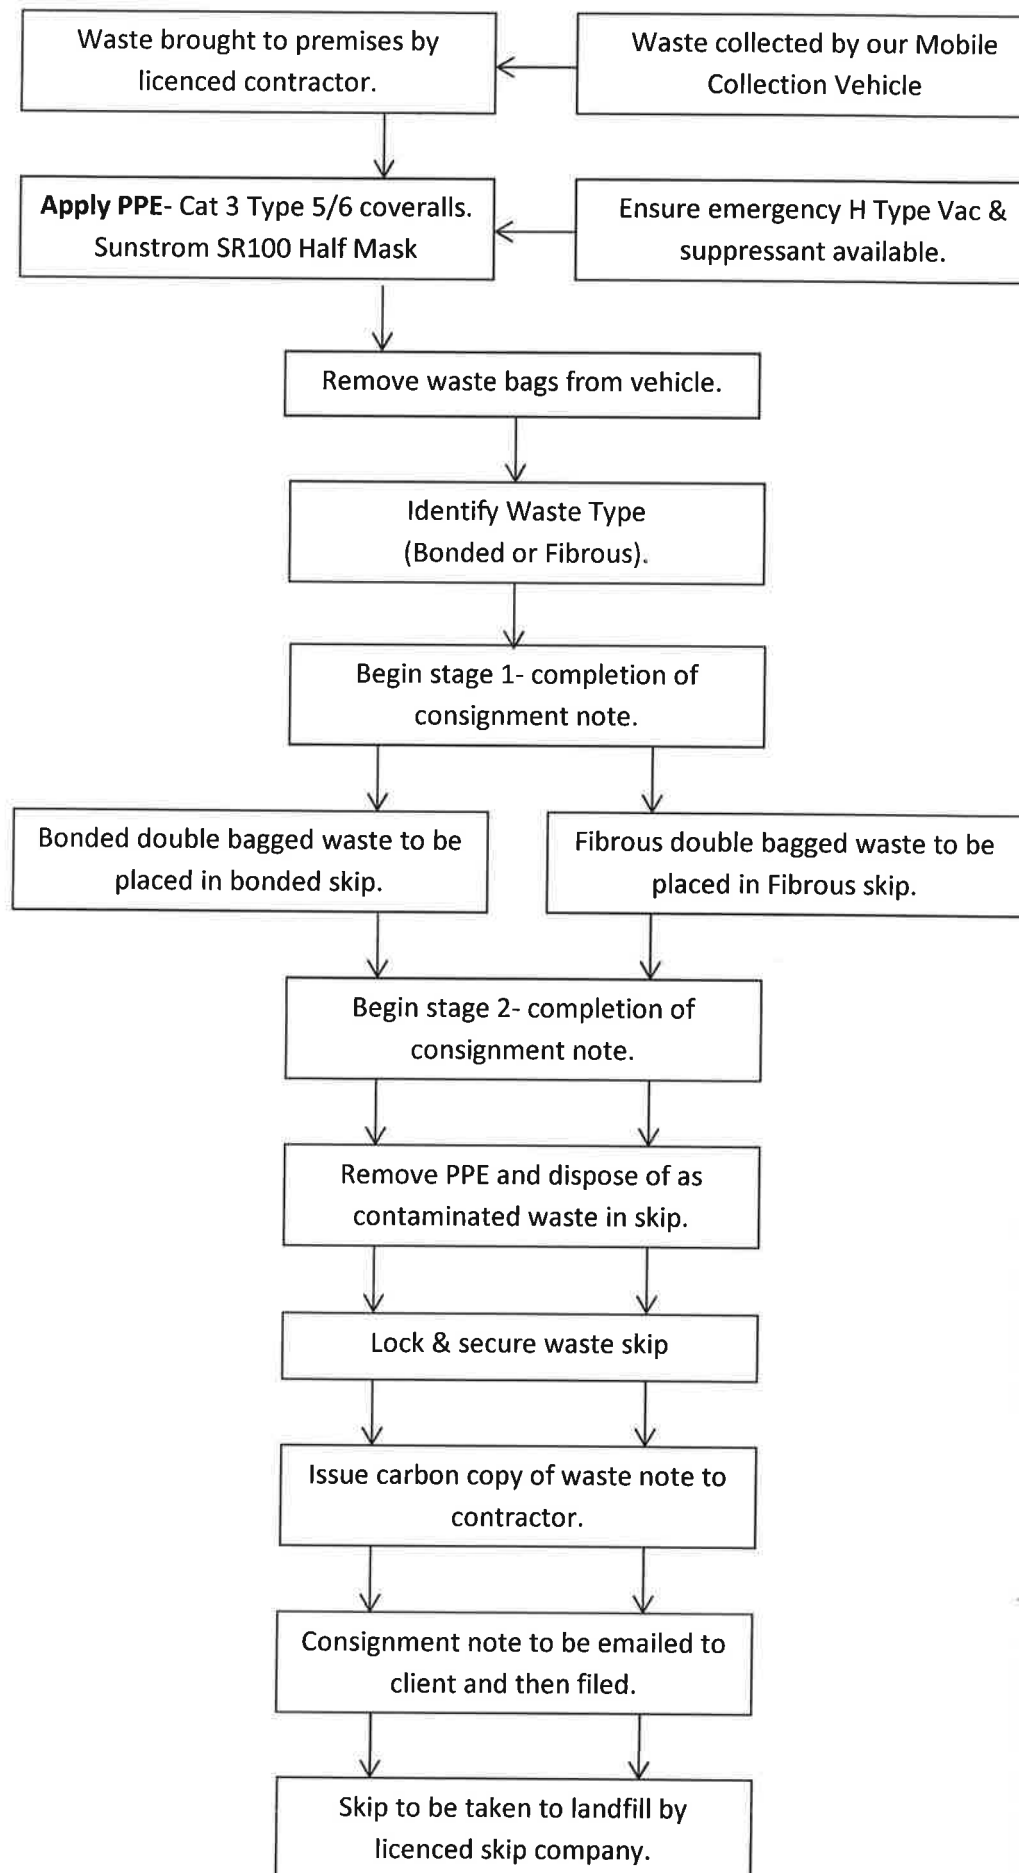 Waste brought to premises by
licenced contractor.
Waste collected by our Mobile
Collection Vehicle
Apply PPE- Cat 3 Type 5/6 coveralls.
Sunstrom SR100 Half Mask
Ensure emergency H Type Vac &
suppressant available.
Remove waste bags from vehicle.
Identify Waste Type
(Bonded or Fibrous).
Begin stage 1- completion of
consignment note.
Bonded double bagged waste to be
placed in bonded skip.
Fibrous double bagged waste to be
placed in Fibrous skip.
Begin stage 2- completion of
consignment note.
Remove PPE and dispose of as
contaminated waste in skip.
Lock & secure waste skip
Issue carbon copy of waste note to
contractor.
Consignment note to be emailed to
client and then filed.
Skip to be taken to landfill by
licenced skip company.